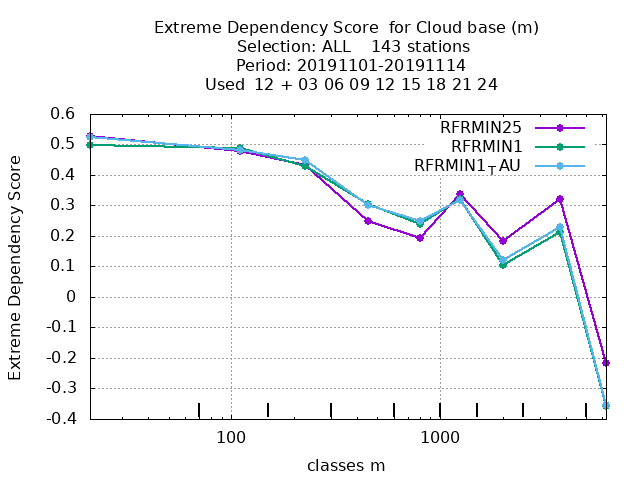 Extreme Dependency Score  for Cloud base (m)
Selection: ALL    143 stations
Period: 20191101-20191114
Used  12 + 03 06 09 12 15 18 21 24
RFRMIN25
RFRMIN1
RFRMIN1TAU
Extreme Dependency Score
0.6
0.5
0.4
0.3
0.2
0.1
0
-0.1
-0.2
-0.3
-0.4
100
1000
classes m